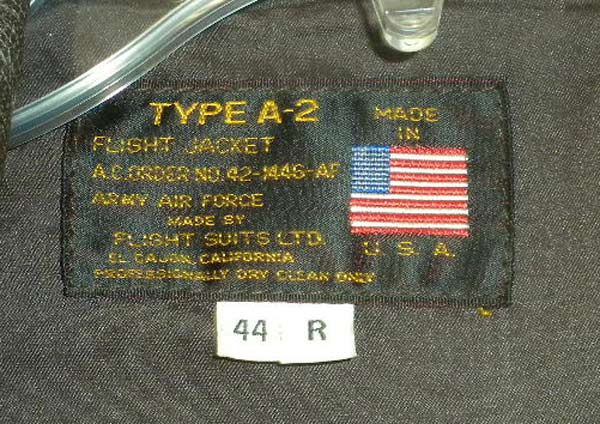 TYPE A-2
FLIGHT JACKET
A.C. ORDER NO. 42-1446-AF
ARMY AIR FORCE
MADE BY
FLIGHT SUITS LTD.
EL CAJON, CALIFORNIA
PROFESSIONALLY DRY CLEAN ONLY
MADE
IN
U. S. A.
44 R